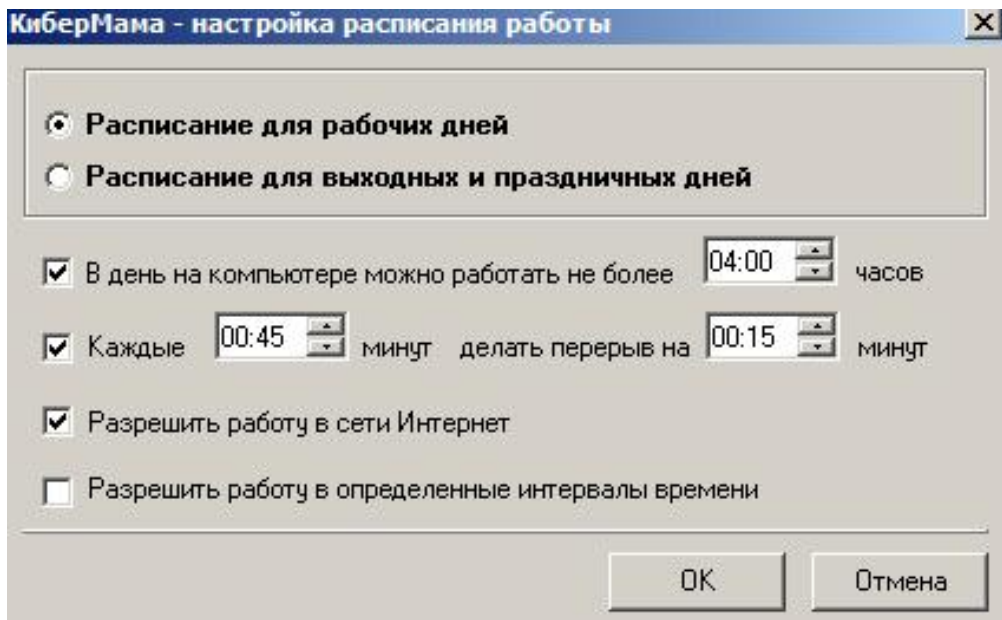 КиберМама - настройка расписания работы
Расписание для рабочих дней
Расписание для выходных и праздничных дней
В день на компьютере можно работать не более 04:00 часов
Каждые 00:45 минут делать перерыв на 00:15 минут
Разрешить работу в сети Интернет
Разрешить работу в определенные интервалы времени
OK Отмена